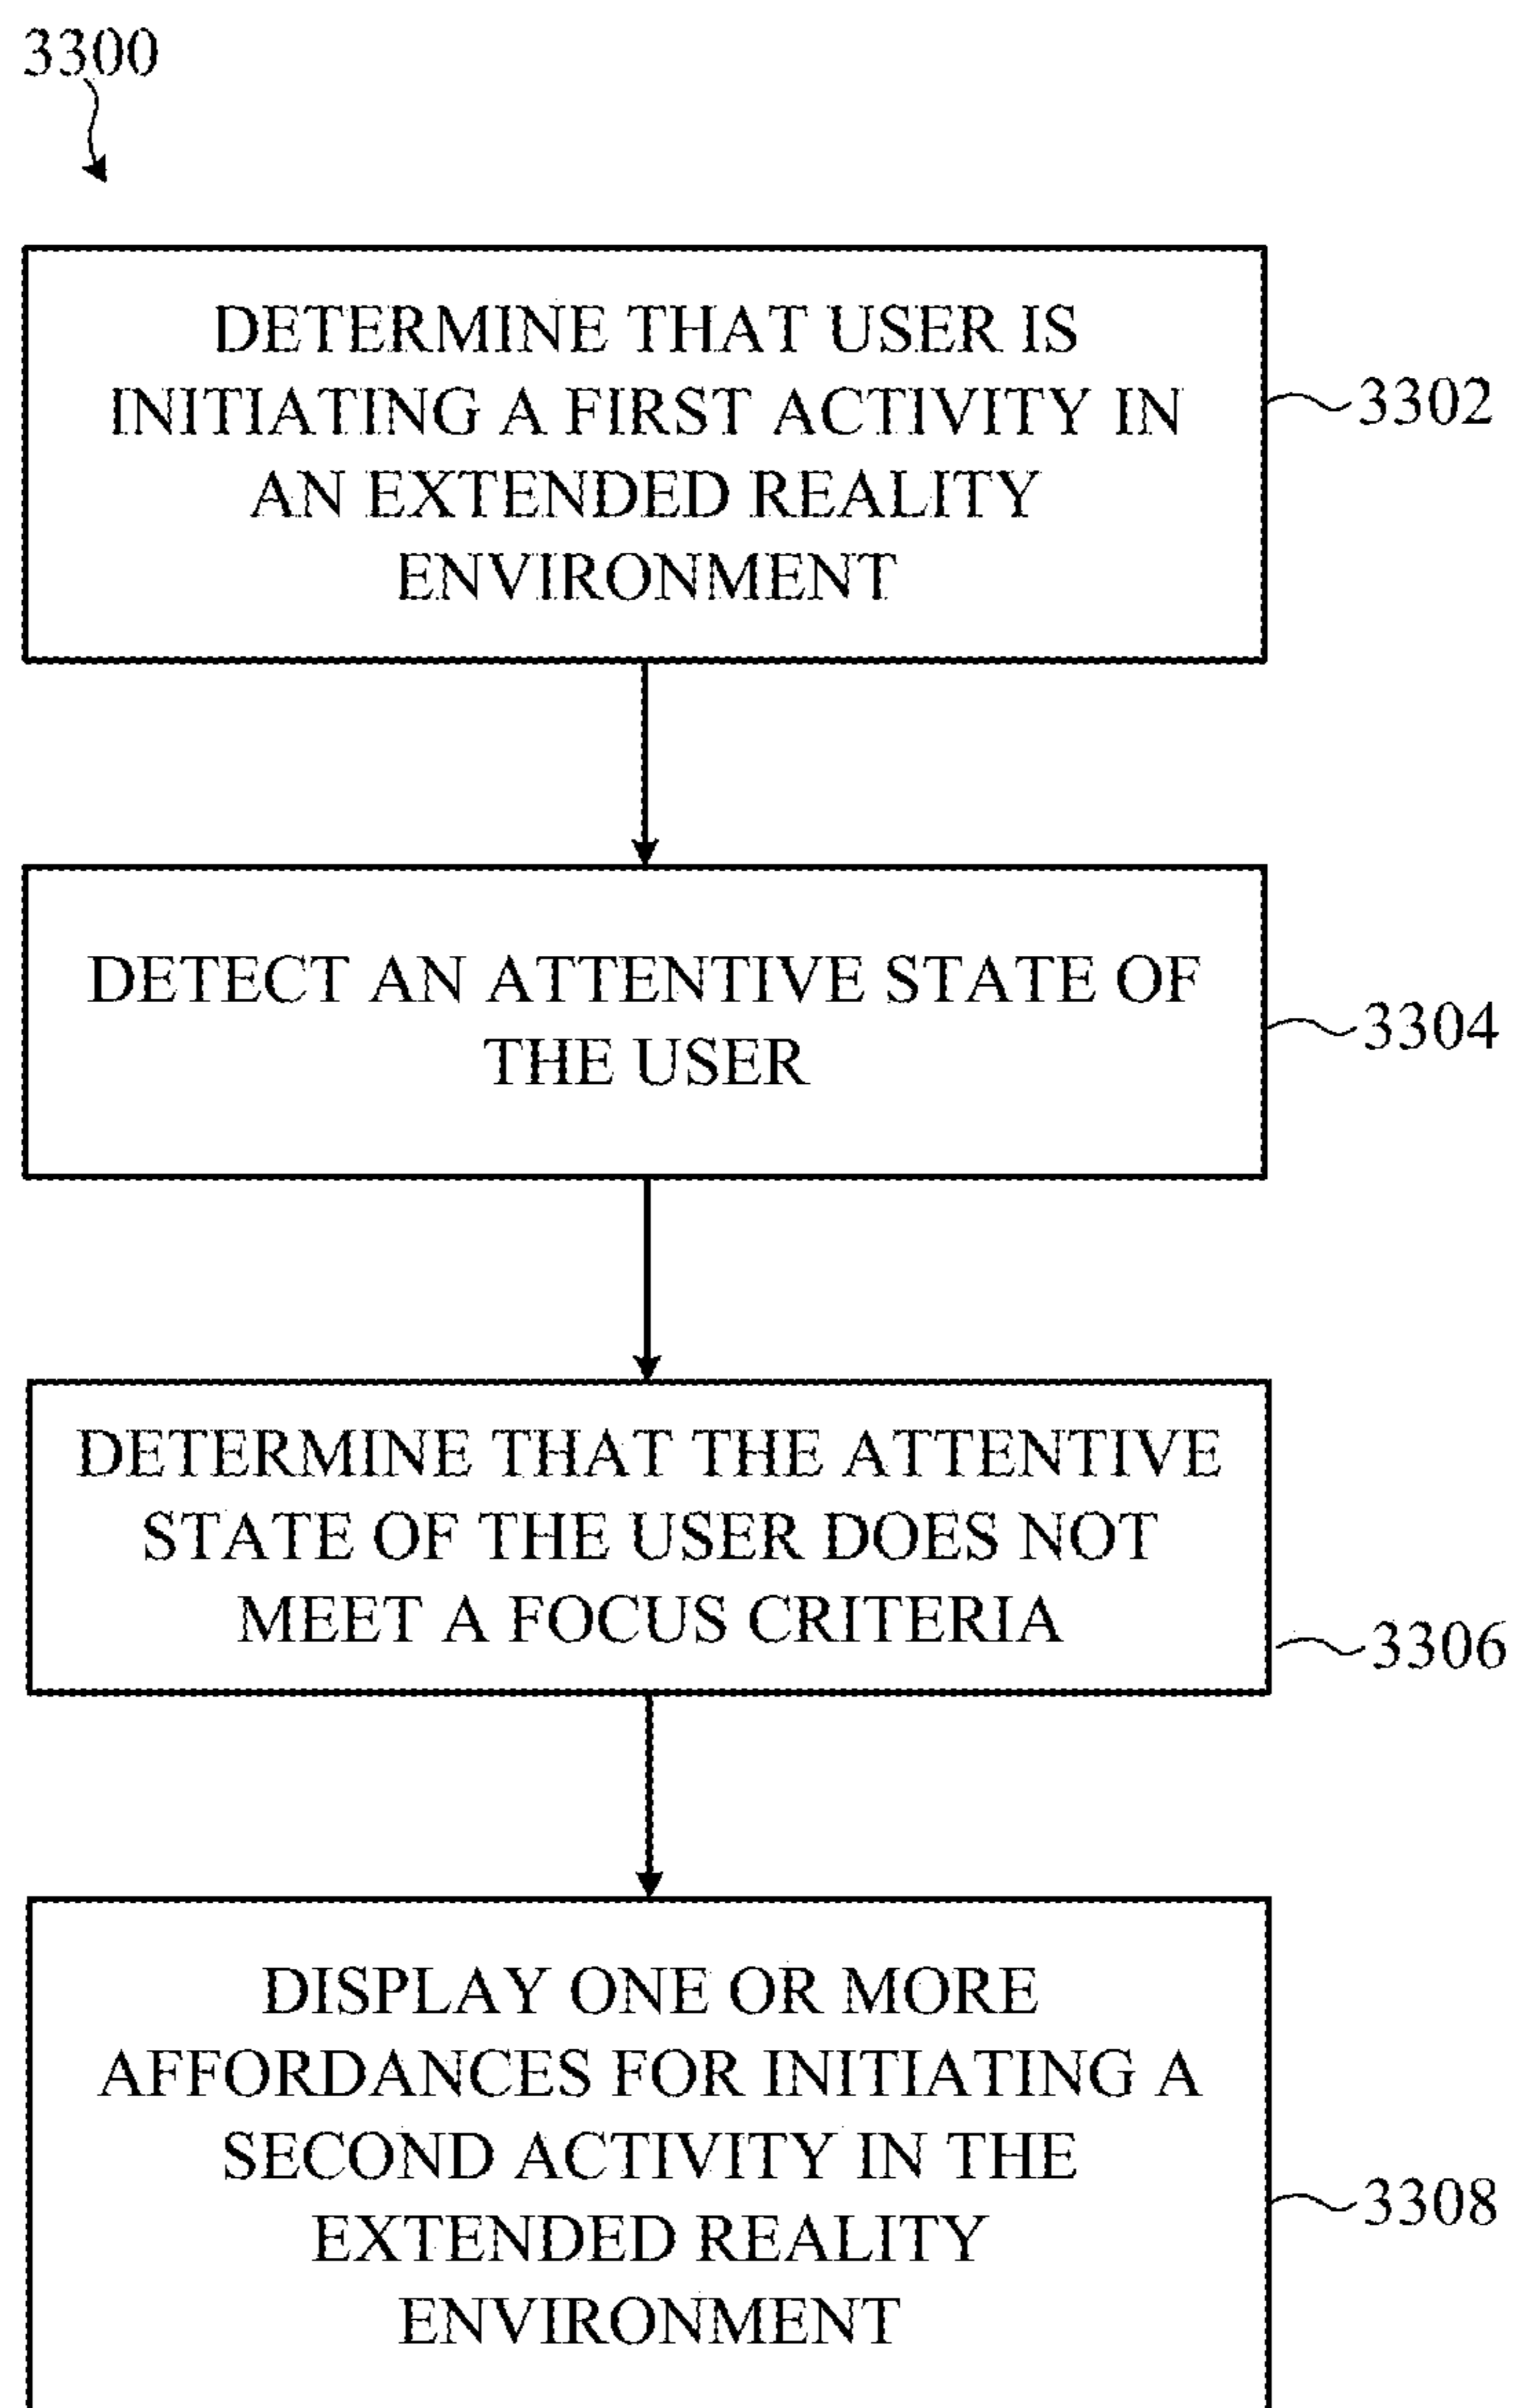 3300
DETERMINE THAT USER IS
INITIATING A FIRST ACTIVITY IN
AN EXTENDED REALITY
ENVIRONMENT
3302
DETECT AN ATTENTIVE STATE OF
THE USER
3304
DETERMINE THAT THE ATTENTIVE
STATE OF THE USER DOES NOT
MEET A FOCUS CRITERIA
3306
DISPLAY ONE OR MORE
AFFORDANCES FOR INITIATING A
SECOND ACTIVITY IN THE
EXTENDED REALITY
ENVIRONMENT
3308